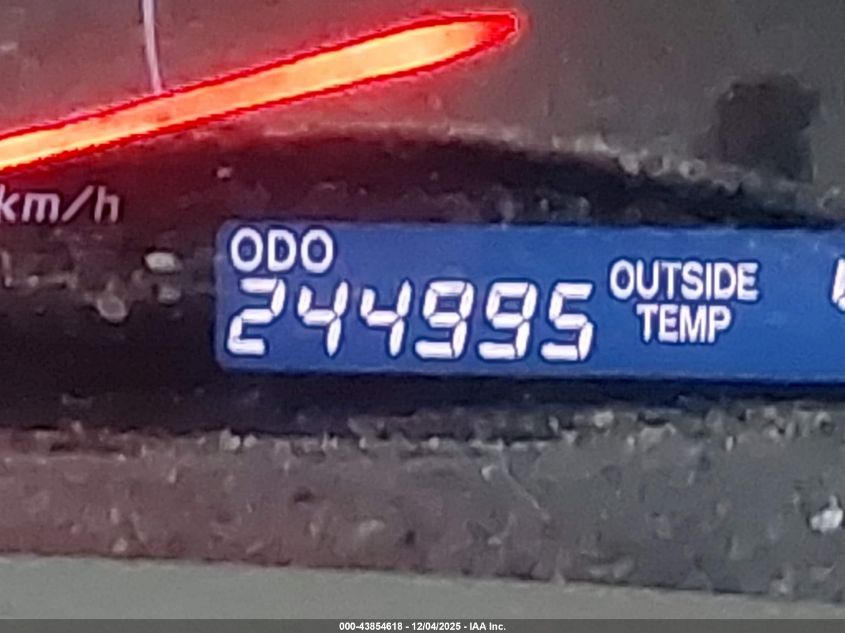 km/h
ODO
244995
OUTSIDE
TEMP
000-43854618 - 12/04/2025 - IAA Inc.